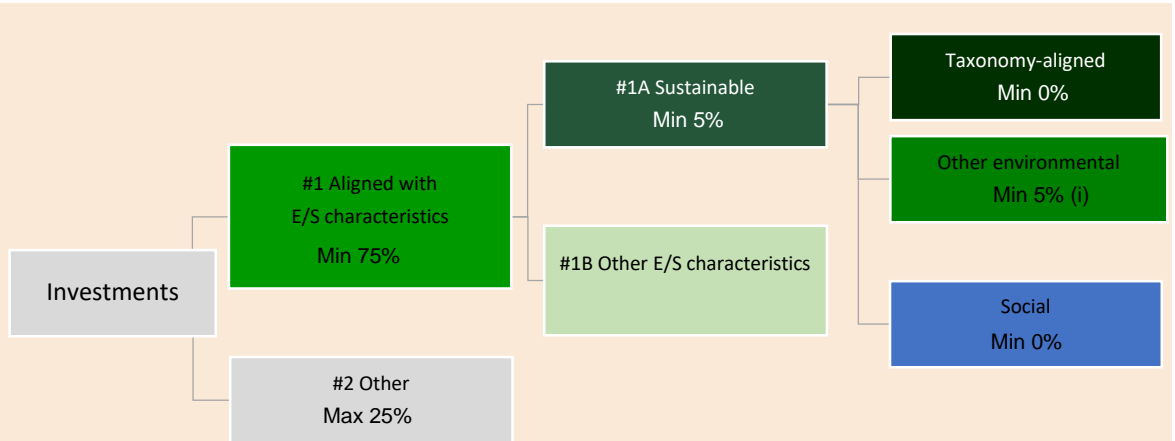 Investments
#1 Aligned with
E/S characteristics
Min 75%
#2 Other
Max 25%
#1A Sustainable
Min 5%
#1B Other E/S characteristics
Taxonomy-aligned
Min 0%
Other environmental
Min 5% (i)
Social
Min 0%